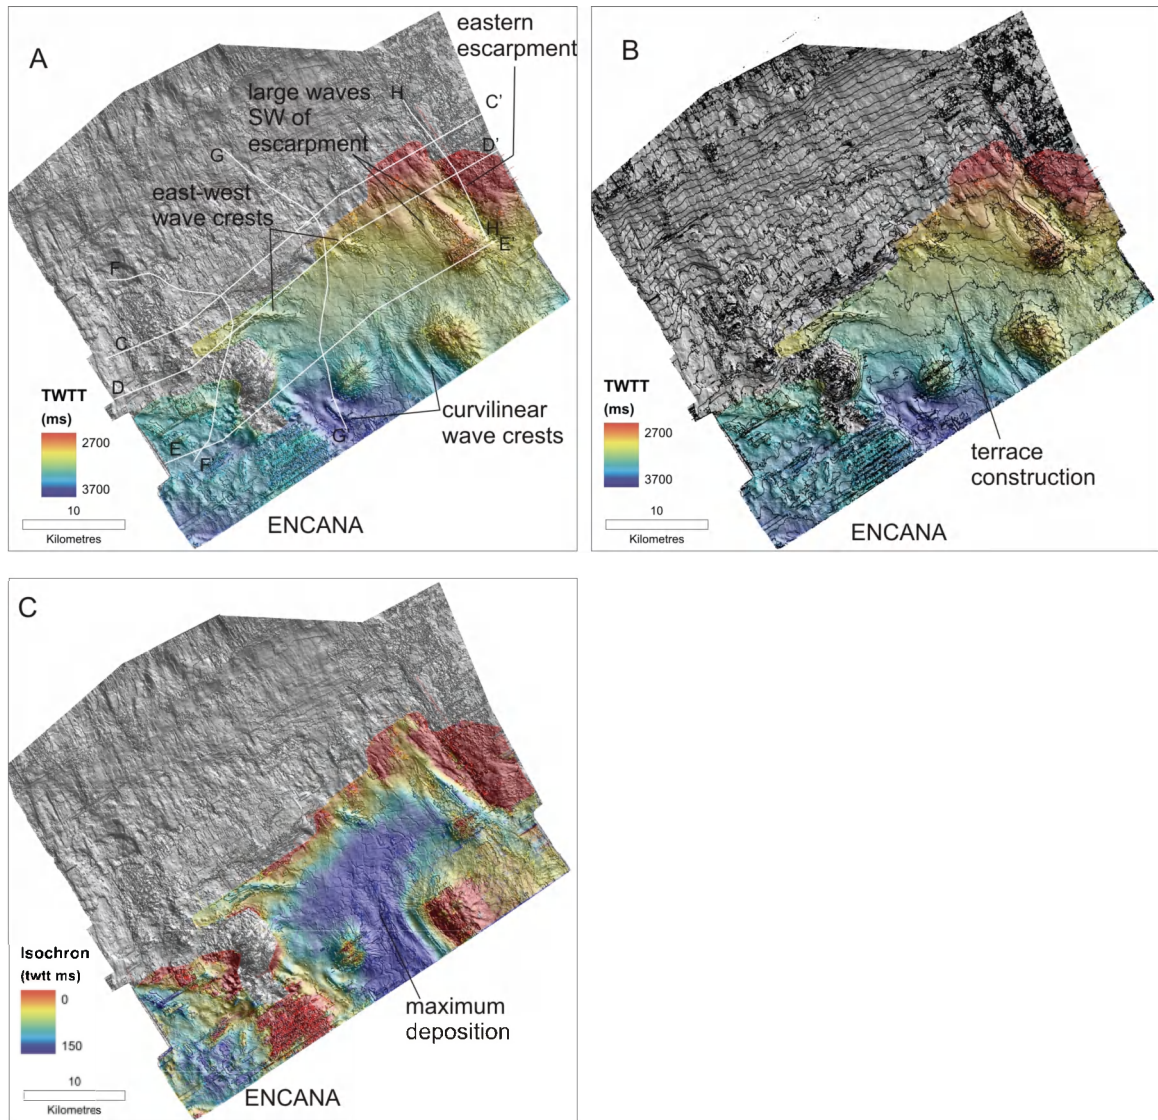 A
eastern
escarpment
large waves
SW of
escarpment
H
C'
D'
G
east-west
wave crests
H'
E'
F
C
D
TWTT
(ms)
2700
3700
E
F'
G'
curvilinear
wave crests
10
Kilometres
ENCANA
B
TWTT
(ms)
2700
3700
terrace
construction
10
Kilometres
ENCANA
C
Isochron
(twtt ms)
0
150
maximum
deposition
10
Kilometres
ENCANA